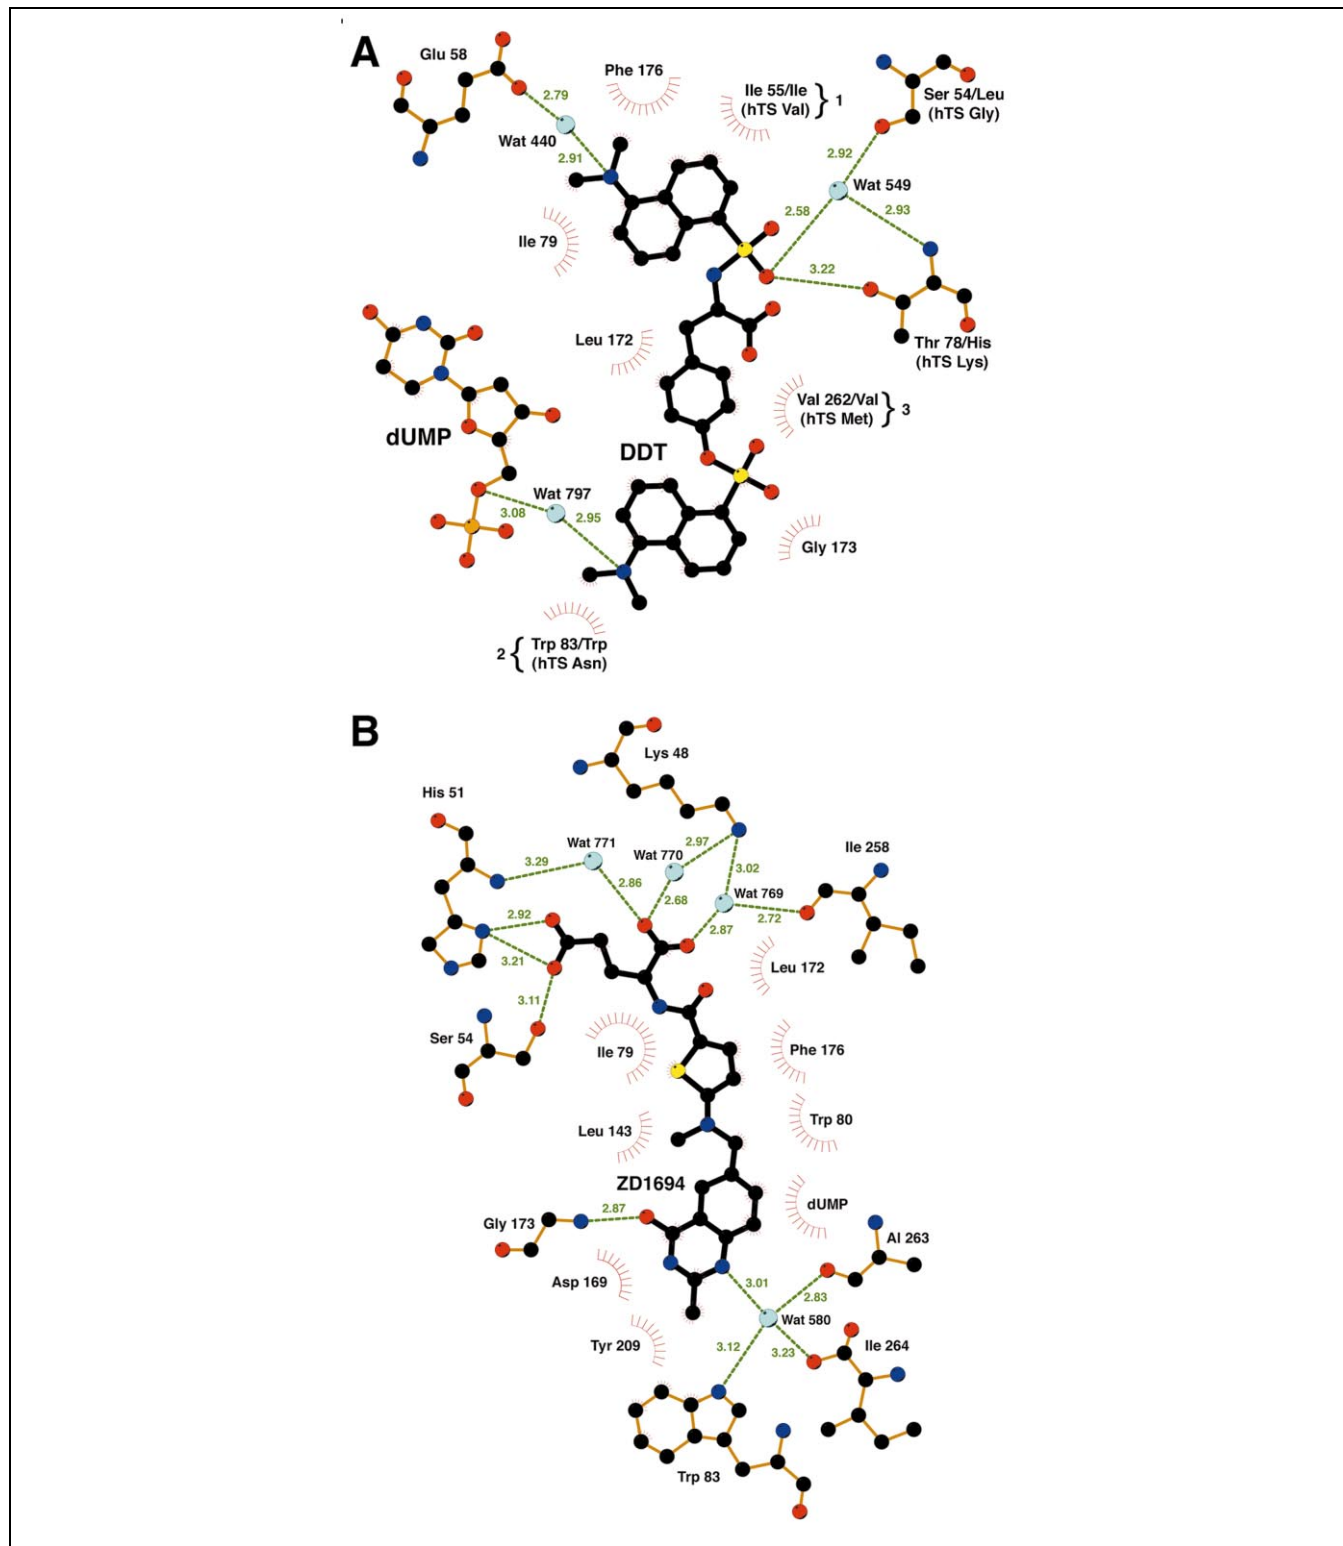 A
Glu 58
2.79
Wat 440
2.91
Phe 176
Ile 55/Ile
(hTS Val)
1
Ser 54/Leu
(hTS Gly)
2.92
Wat 549
2.58
2.93
3.22
Thr 78/His
(hTS Lys)
Ile 79
Leu 172
Val 262/Val
(hTS Met)
3
dUMP
DDT
Wat 797
3.08
2.95
Gly 173
2
Trp 83/Trp
(hTS Asn)
B
Lys 48
His 51
Wat 771
Wat 770
2.97
3.29
2.86
2.68
3.02
Wat 769
2.72
2.87
Ile 258
2.92
3.21
3.11
Leu 172
Ser 54
Ile 79
Phe 176
Leu 143
Trp 80
ZD1694
dUMP
Gly 173
2.87
Al 263
Asp 169
3.01
2.83
Wat 580
Tyr 209
3.12
3.23
Ile 264
Trp 83